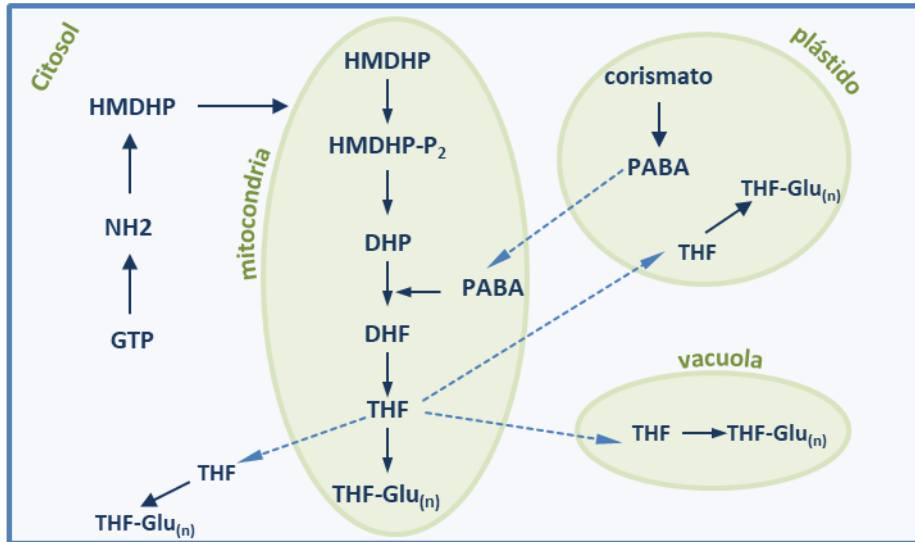 Citosol
HMDHP
NH2
GTP
THF
THF-Glu(n)
mitocondria
HMDHP
HMDHP-P2
DHP
PABA
DHF
THF
THF-Glu(n)
plástido
corismato
PABA
THF-Glu(n)
THF
vacuola
THF
THF-Glu(n)